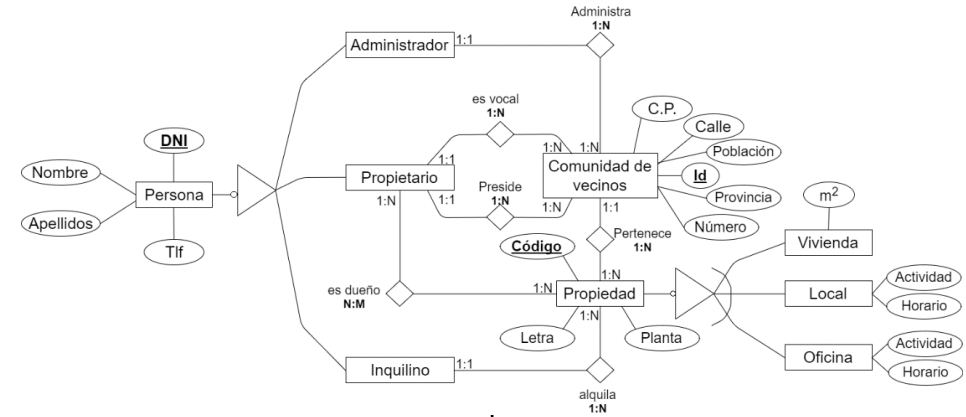 Administra
1:N
Administrador
1:1
es vocal
1:N
C.P.
Calle
DNI
Población
1:N
1:N
Nombre
1:1
Comunidad de
vecinos
Id
Persona
Propietario
Preside
1:N
m2
Provincia
1:N
1:1
1:N
1:1
Apellidos
Número
Tlf
Pertenece
1:N
Vivienda
Código
1:N
Actividad
es dueño
N:M
1:N
Propiedad
Local
1:N
Horario
Letra
Planta
Actividad
Oficina
Inquilino
1:1
Horario
alquila
1:N